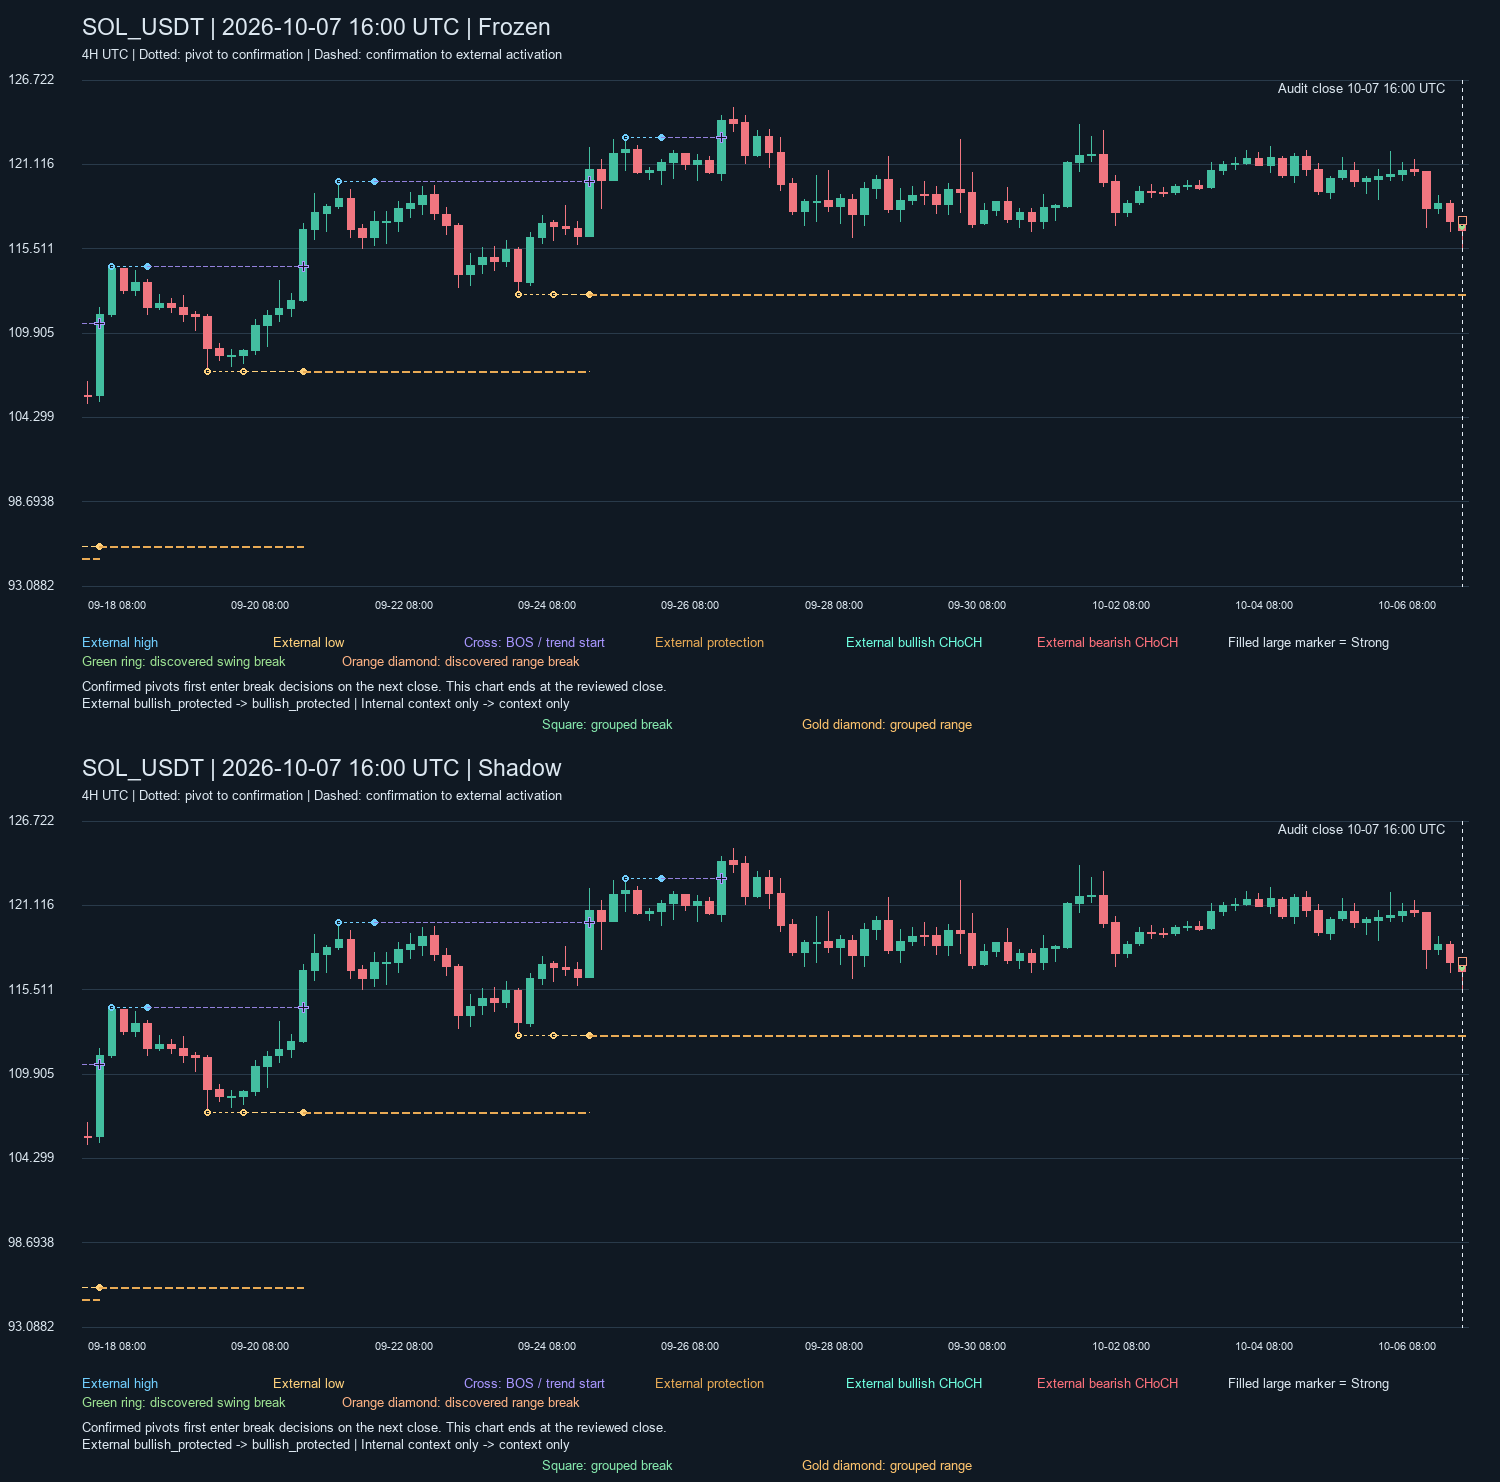 SOL_USDT | 2026-10-07 16:00 UTC | Frozen
4H UTC | Dotted: pivot to confirmation | Dashed: confirmation to external activation
126.722
Audit close 10-07 16:00 UTC
121.116
115.511
109.905
104.299
98.6938
93.0882
09-18 08:00 09-20 08:00 09-22 08:00 09-24 08:00 09-26 08:00 09-28 08:00 09-30 08:00 10-02 08:00 10-04 08:00 10-06 08:00
External high External low Cross: BOS / trend start External protection External bullish CHoCH External bearish CHoCH Filled large marker = Strong
Green ring: discovered swing break Orange diamond: discovered range break
Confirmed pivots first enter break decisions on the next close. This chart ends at the reviewed close.
External bullish_protected -> bullish_protected | Internal context only -> context only
Square: grouped break Gold diamond: grouped range
SOL_USDT | 2026-10-07 16:00 UTC | Shadow
4H UTC | Dotted: pivot to confirmation | Dashed: confirmation to external activation
126.722
Audit close 10-07 16:00 UTC
121.116
115.511
109.905
104.299
98.6938
93.0882
09-18 08:00 09-20 08:00 09-22 08:00 09-24 08:00 09-26 08:00 09-28 08:00 09-30 08:00 10-02 08:00 10-04 08:00 10-06 08:00
External high External low Cross: BOS / trend start External protection External bullish CHoCH External bearish CHoCH Filled large marker = Strong
Green ring: discovered swing break Orange diamond: discovered range break
Confirmed pivots first enter break decisions on the next close. This chart ends at the reviewed close.
External bullish_protected -> bullish_protected | Internal context only -> context only
Square: grouped break Gold diamond: grouped range